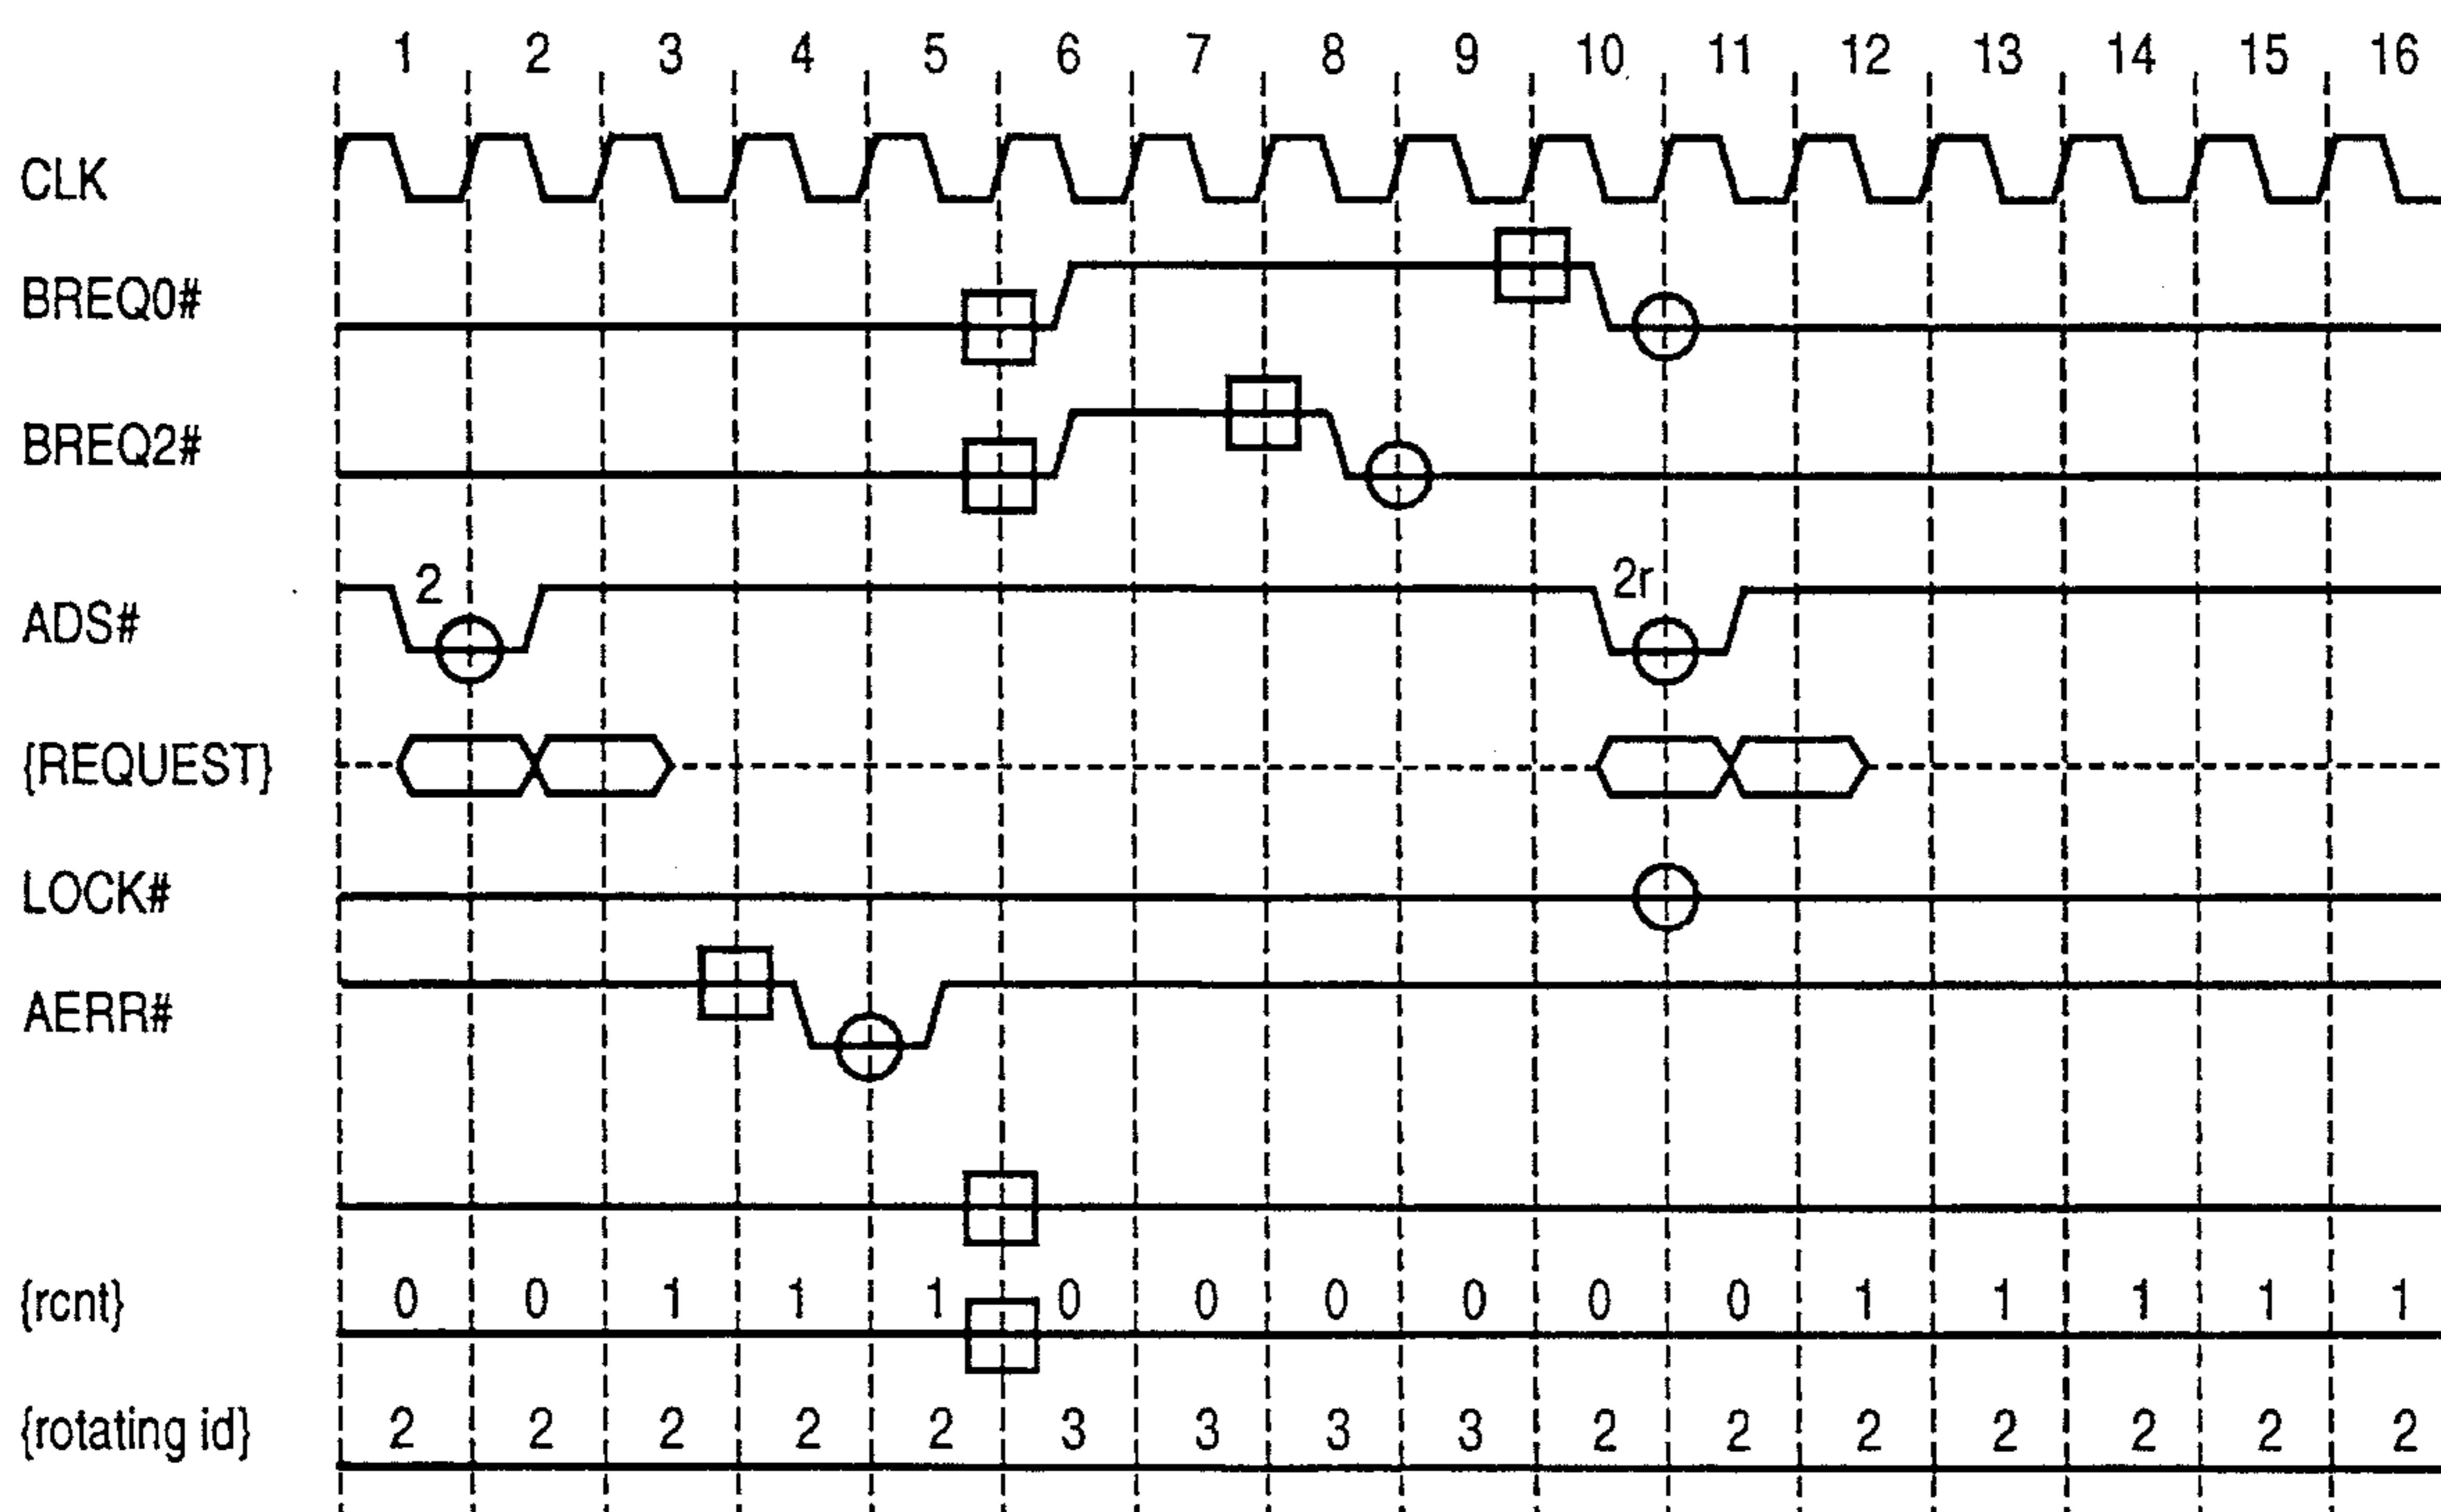 1 2 3 4 5 6 7 8 9 10 11 12 13 14 15 16
CLK
BREQ0#
BREQ2#
2 2r
ADS#
{REQUEST}
LOCK#
AERR#
{rcnt} 0 0 1 1 1 0 0 0 0 0 0 1 1 1 1 1
{rotating id} 2 2 2 2 2 3 3 3 3 2 2 2 2 2 2 2